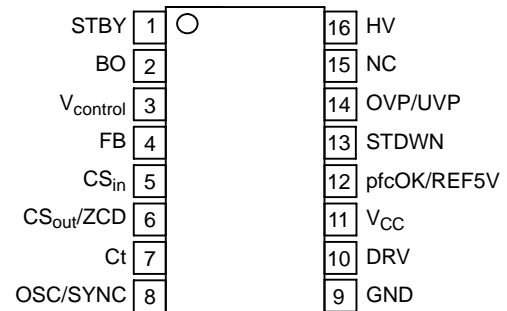 STBY 1 16 HV
BO 2 15 NC
Vcontrol 3 14 OVP/UVP
FB 4 13 STDWN
CSin 5 12 pfcOK/REF5V
CSout/ZCD 6 11 VCC
Ct 7 10 DRV
OSC/SYNC 8 9 GND